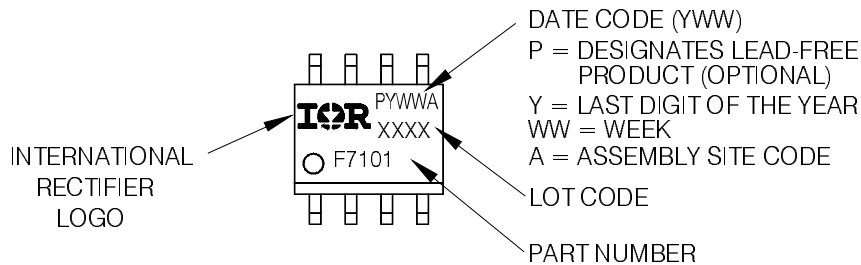 DATE CODE (YWW)
P = DESIGNATES LEAD-FREE
PRODUCT (OPTIONAL)
Y = LAST DIGIT OF THE YEAR
WW = WEEK
A = ASSEMBLY SITE CODE
IOR
PYWWA
XXXX
F7101
INTERNATIONAL
RECTIFIER
LOGO
LOT CODE
PART NUMBER